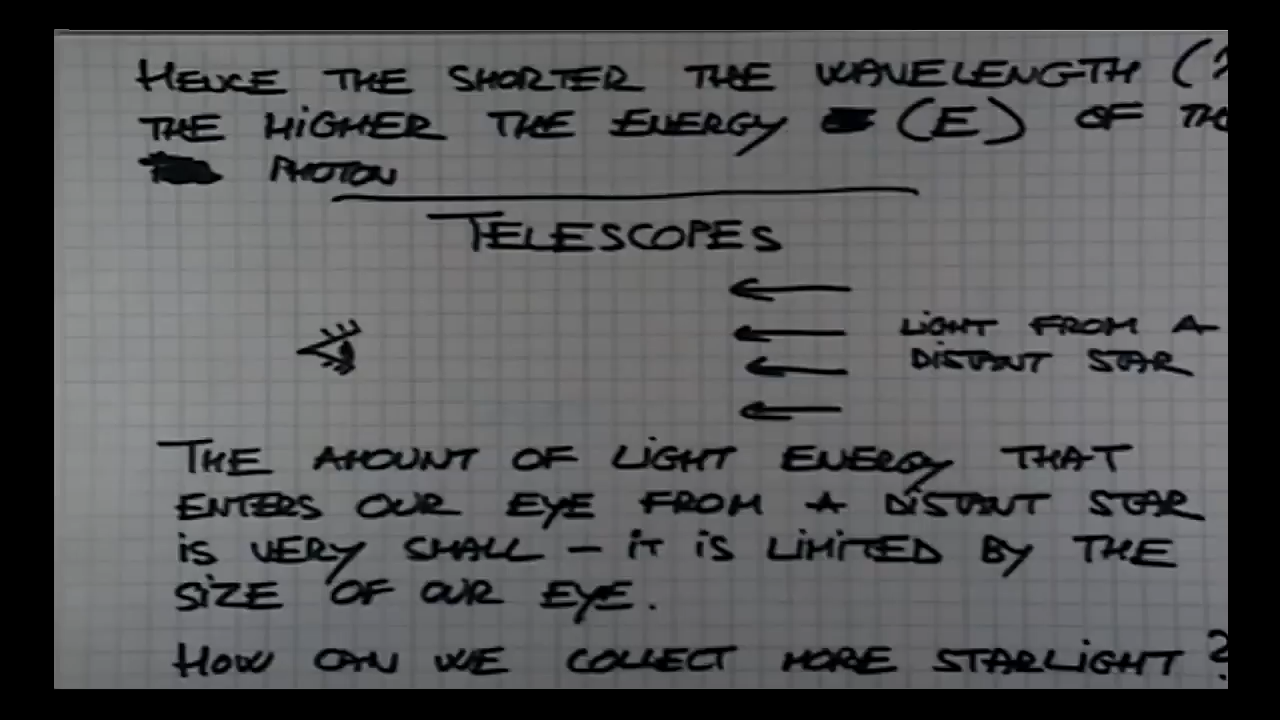 HENCE THE SHORTER THE WAVELENGTH (
THE HIGHER THE ENERGY (E) OF THE
PHOTON
TELESCOPES
LIGHT FROM A
DISTANT STAR
THE AMOUNT OF LIGHT ENERGY THAT
ENTERS OUR EYE FROM A DISTANT STAR
IS VERY SMALL – IT IS LIMITED BY THE
SIZE OF OUR EYE.
HOW CAN WE COLLECT MORE STARLIGHT ?